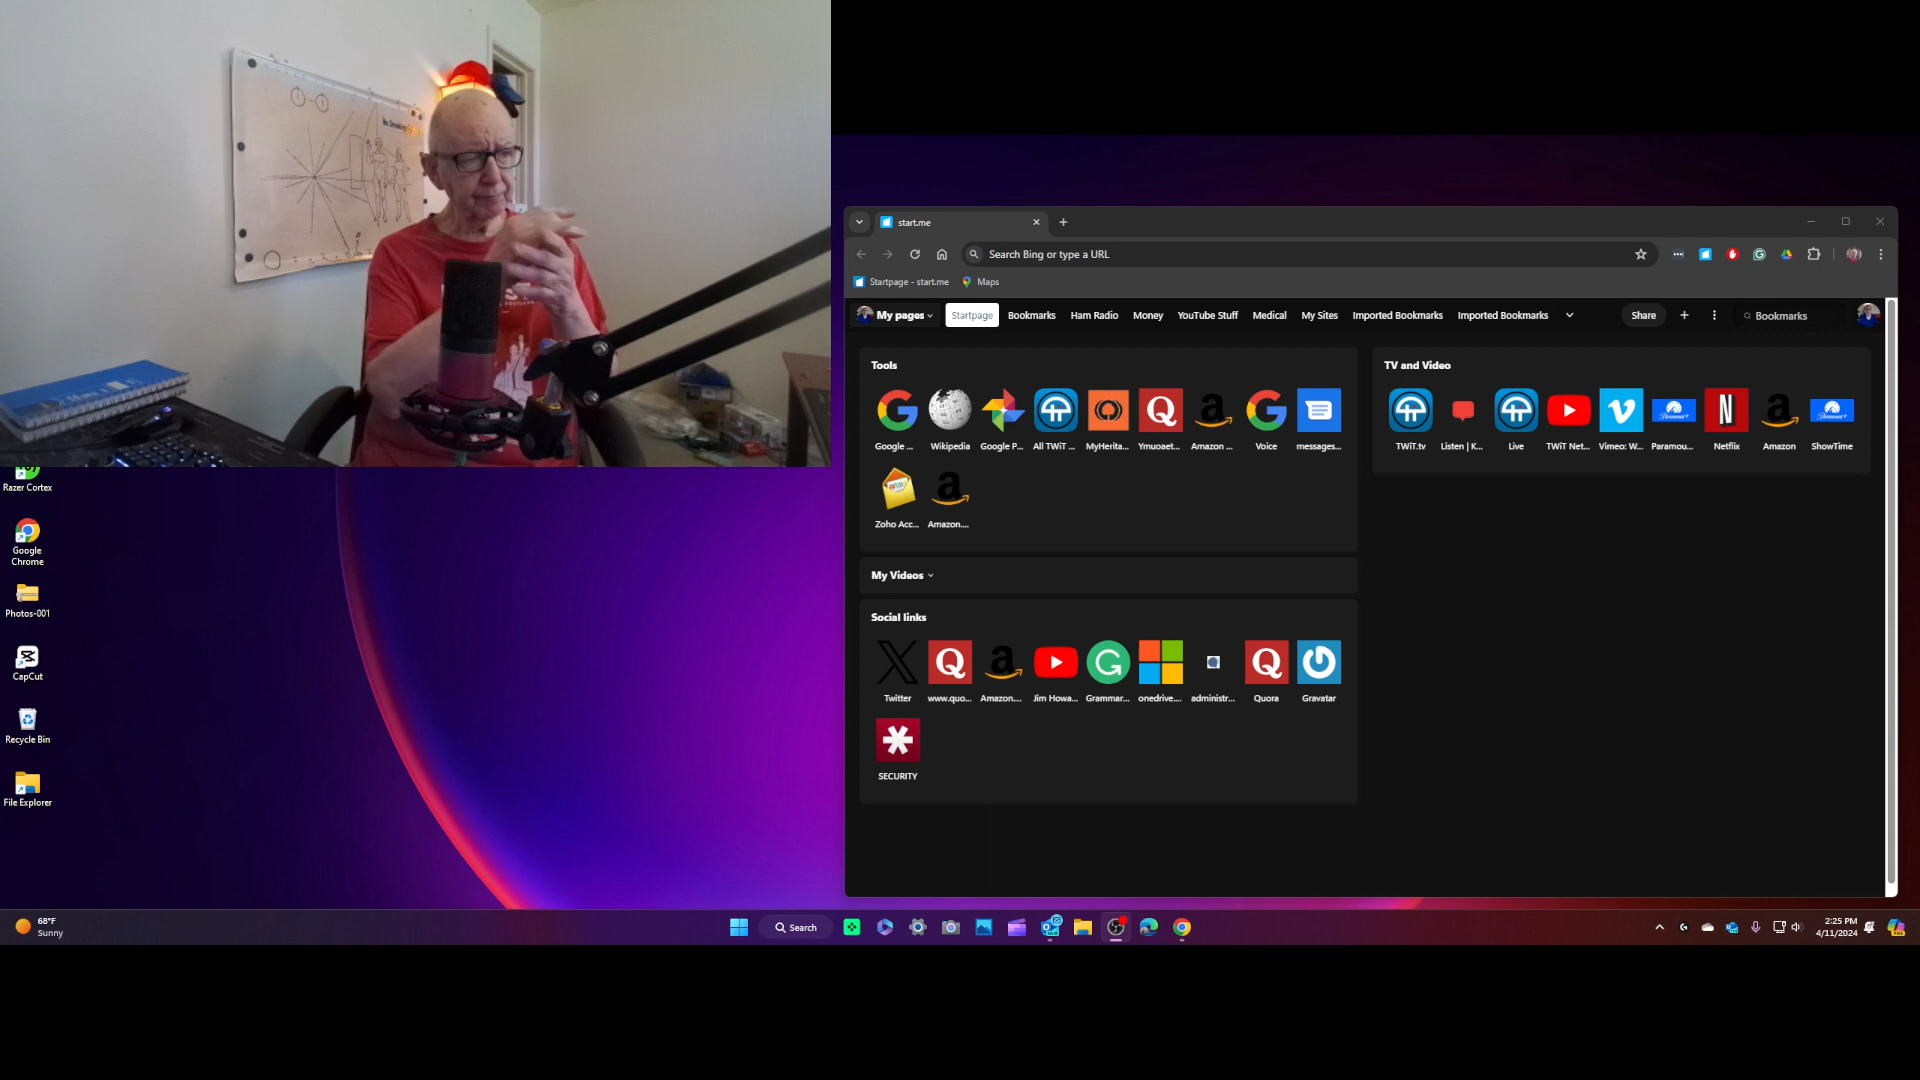 No Smoking
start.me
Search Bing or type a URL
Startpage - start.me
Maps
My pages
Startpage
Bookmarks
Ham Radio
Money
YouTube Stuff
Medical
My Sites
Imported Bookmarks
Imported Bookmarks
Share
Bookmarks
Tools
Google ...
Wikipedia
Google P...
All TWiT ...
MyHerita...
Ymuoaet...
Amazon ...
Voice
messages...
Zoho Acc...
Amazon....
TV and Video
TWiT.tv
Listen | K...
Live
TWiT Net...
Vimeo: W...
Paramou...
Netflix
Amazon
ShowTime
My Videos
Social links
Twitter
www.quo...
Amazon....
Jim Howa...
Grammar...
onedrive....
administr...
Quora
Gravatar
SECURITY
Razer Cortex
Google
Chrome
Photos-001
CapCut
Recycle Bin
File Explorer
68°F
Sunny
Search
2:25 PM
4/11/2024